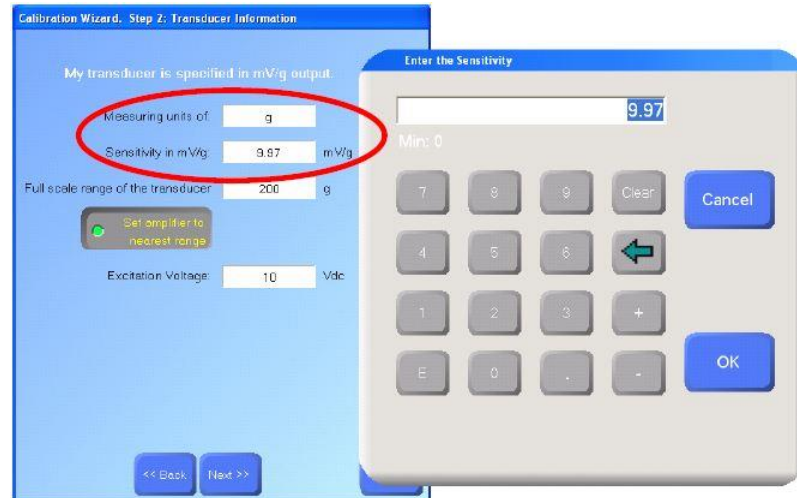 Calibration Wizard. Step 2: Transducer Information
My transducer is specified in mV/g output.
Measuring units of: g
Sensitivity in mV/g: 9.97 mV/g
Full scale range of the transducer 200 g
Set amplifier to
nearest range
Excitation Voltage: 10 Vdc
<< Back Next >>
Enter the Sensitivity
9.97
Min: 0
7 8 9 Clear Cancel
4 5 6
1 2 3 +
E 0 . - OK